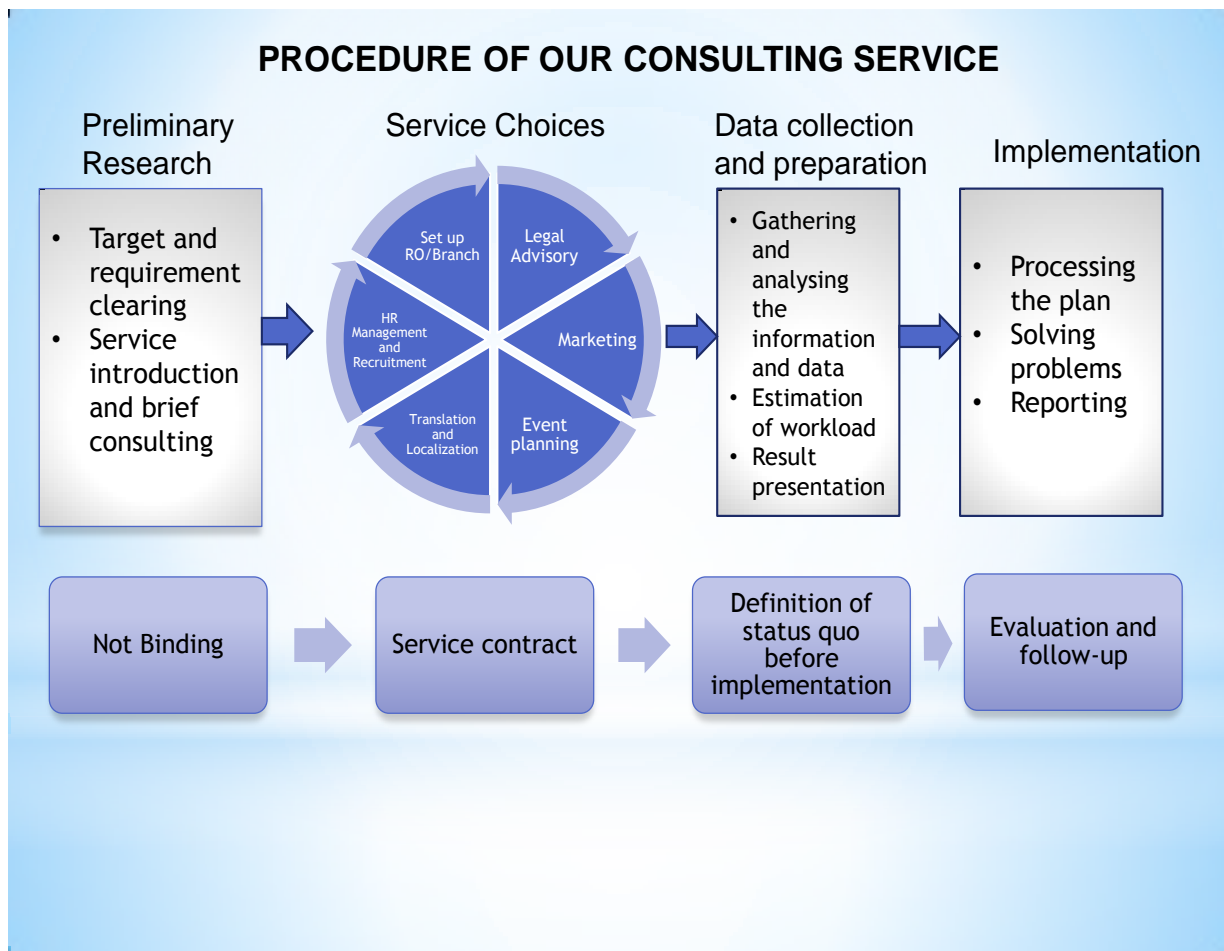 PROCEDURE OF OUR CONSULTING SERVICE
Preliminary
Research
• Target and
requirement
clearing
• Service
introduction
and brief
consulting
Service Choices
Set up
RO/Branch
Legal
Advisory
HR
Management
and
Recruitment
Marketing
Translation
and
Localization
Event
planning
Data collection
and preparation
• Gathering
and
analysing
the
information
and data
• Estimation
of workload
• Result
presentation
Implementation
• Processing
the plan
• Solving
problems
• Reporting
Not Binding
Service contract
Definition of
status quo
before
implementation
Evaluation and
follow-up